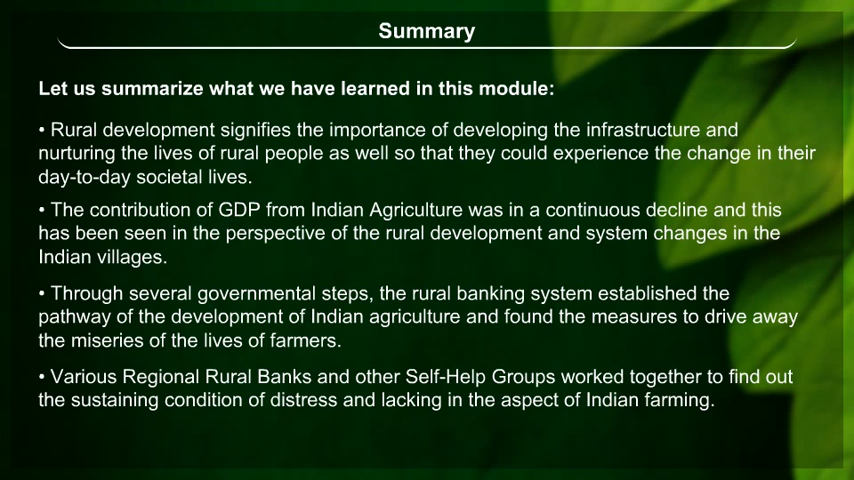 Summary
Let us summarize what we have learned in this module:
• Rural development signifies the importance of developing the infrastructure and
nurturing the lives of rural people as well so that they could experience the change in their
day-to-day societal lives.
• The contribution of GDP from Indian Agriculture was in a continuous decline and this
has been seen in the perspective of the rural development and system changes in the
Indian villages.
• Through several governmental steps, the rural banking system established the
pathway of the development of Indian agriculture and found the measures to drive away
the miseries of the lives of farmers.
• Various Regional Rural Banks and other Self-Help Groups worked together to find out
the sustaining condition of distress and lacking in the aspect of Indian farming.